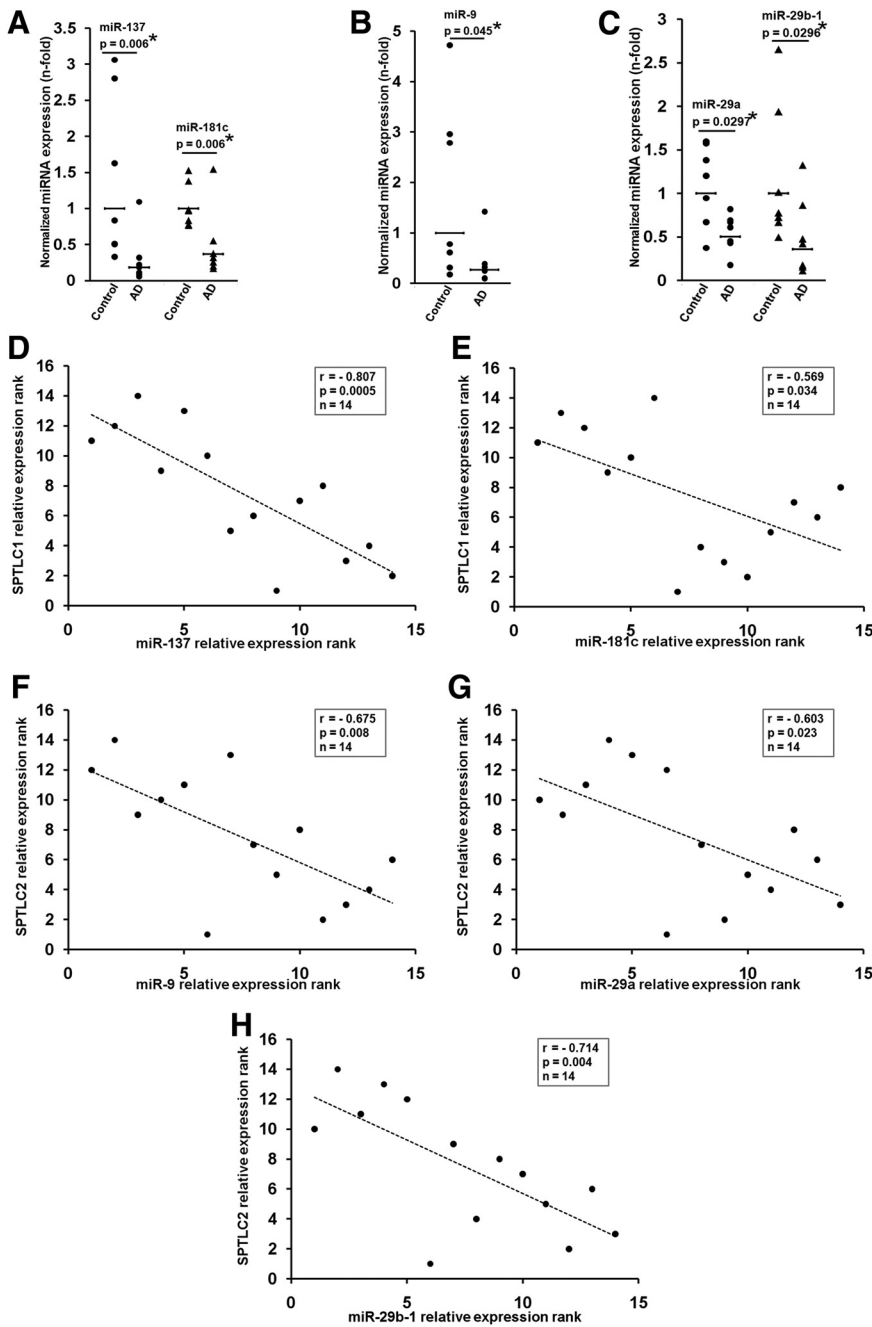 A
Normalized miRNA expression (n-fold)
3.5
3
2.5
2
1.5
1
0.5
0
miR-137
p = 0.006*
miR-181c
p = 0.006*
Control
AD
Control
AD
B
Normalized miRNA expression (n-fold)
5
4
3
2
1
0
miR-9
p = 0.045*
Control
AD
C
Normalized miRNA expression (n-fold)
3
2.5
2
1.5
1
0.5
0
miR-29a
p = 0.0297*
miR-29b-1
p = 0.0296*
Control
AD
Control
AD
D
SPTLC1 relative expression rank
16
14
12
10
8
6
4
2
0
r = - 0.807
p = 0.0005
n = 14
0 5 10 15
miR-137 relative expression rank
E
SPTLC1 relative expression rank
16
14
12
10
8
6
4
2
0
r = - 0.569
p = 0.034
n = 14
0 5 10 15
miR-181c relative expression rank
F
SPTLC2 relative expression rank
16
14
12
10
8
6
4
2
0
r = - 0.675
p = 0.008
n = 14
0 5 10 15
miR-9 relative expression rank
G
SPTLC2 relative expression rank
16
14
12
10
8
6
4
2
0
r = - 0.603
p = 0.023
n = 14
0 5 10 15
miR-29a relative expression rank
H
SPTLC2 relative expression rank
16
14
12
10
8
6
4
2
0
r = - 0.714
p = 0.004
n = 14
0 5 10 15
miR-29b-1 relative expression rank